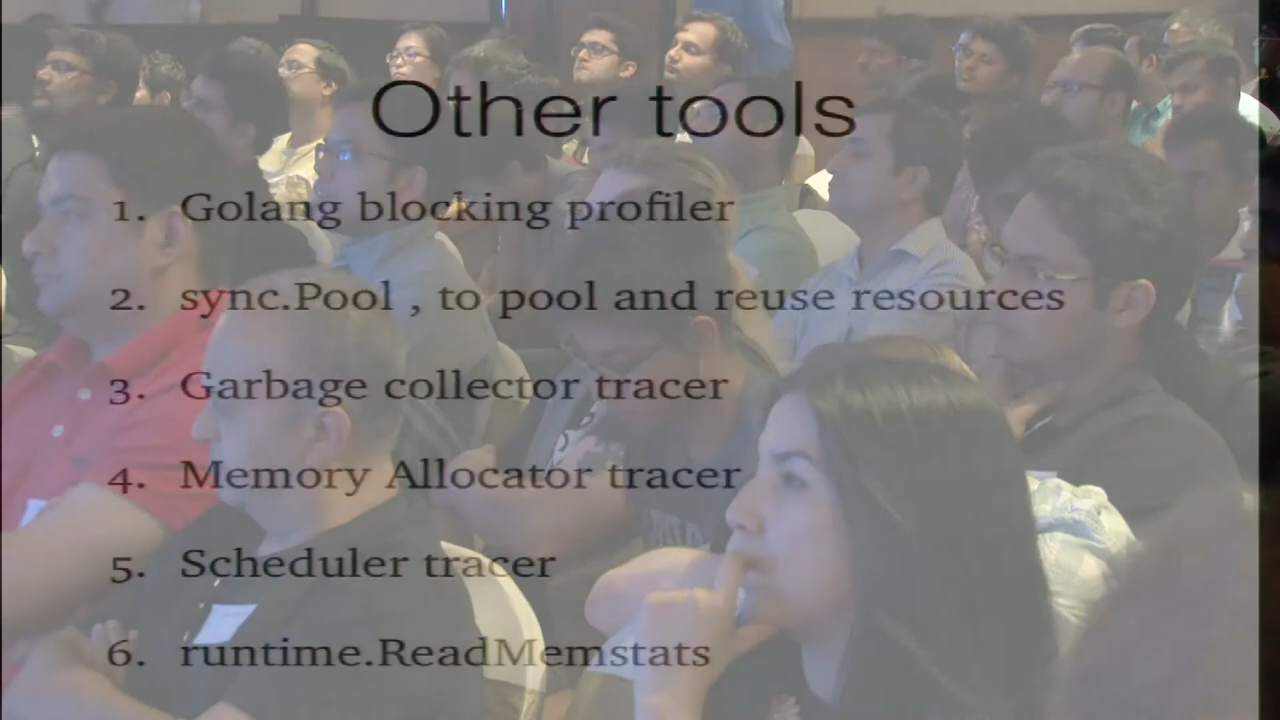 Other tools
1. Golang blocking profiler
2. sync.Pool , to pool and reuse resources
3. Garbage collector tracer
4. Memory Allocator tracer
5. Scheduler tracer
6. runtime.ReadMemstats